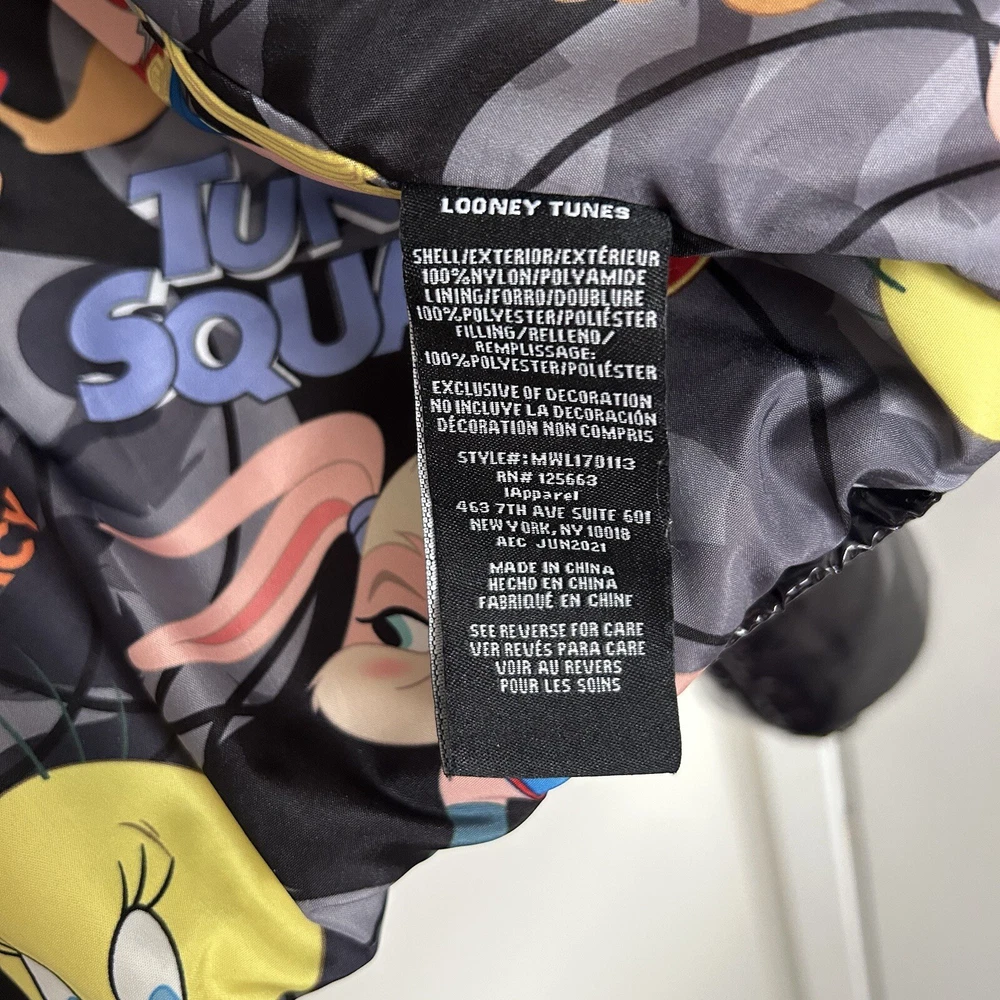 TUN
SQUA
CY
LOONEY TUNES
SHELL/EXTERIOR/EXTÉRIEUR
100%NYLON/POLYAMIDE
LINING/FORRO/DOUBLURE
100%POLYESTER/POLIÉSTER
FILLING/RELLENO/
REMPLISSAGE:
100%POLYESTER/POLIÉSTER
EXCLUSIVE OF DECORATION
NO INCLUYE LA DECORACIÓN
DÉCORATION NON COMPRIS
STYLE#:MWL170113
RN# 125663
IApparel
463 7TH AVE SUITE 601
NEW YORK, NY 10018
AEC JUN2021
MADE IN CHINA
HECHO EN CHINA
FABRIQUÉ EN CHINE
SEE REVERSE FOR CARE
VER REVÉS PARA CARE
VOIR AU REVERS
POUR LES SOINS